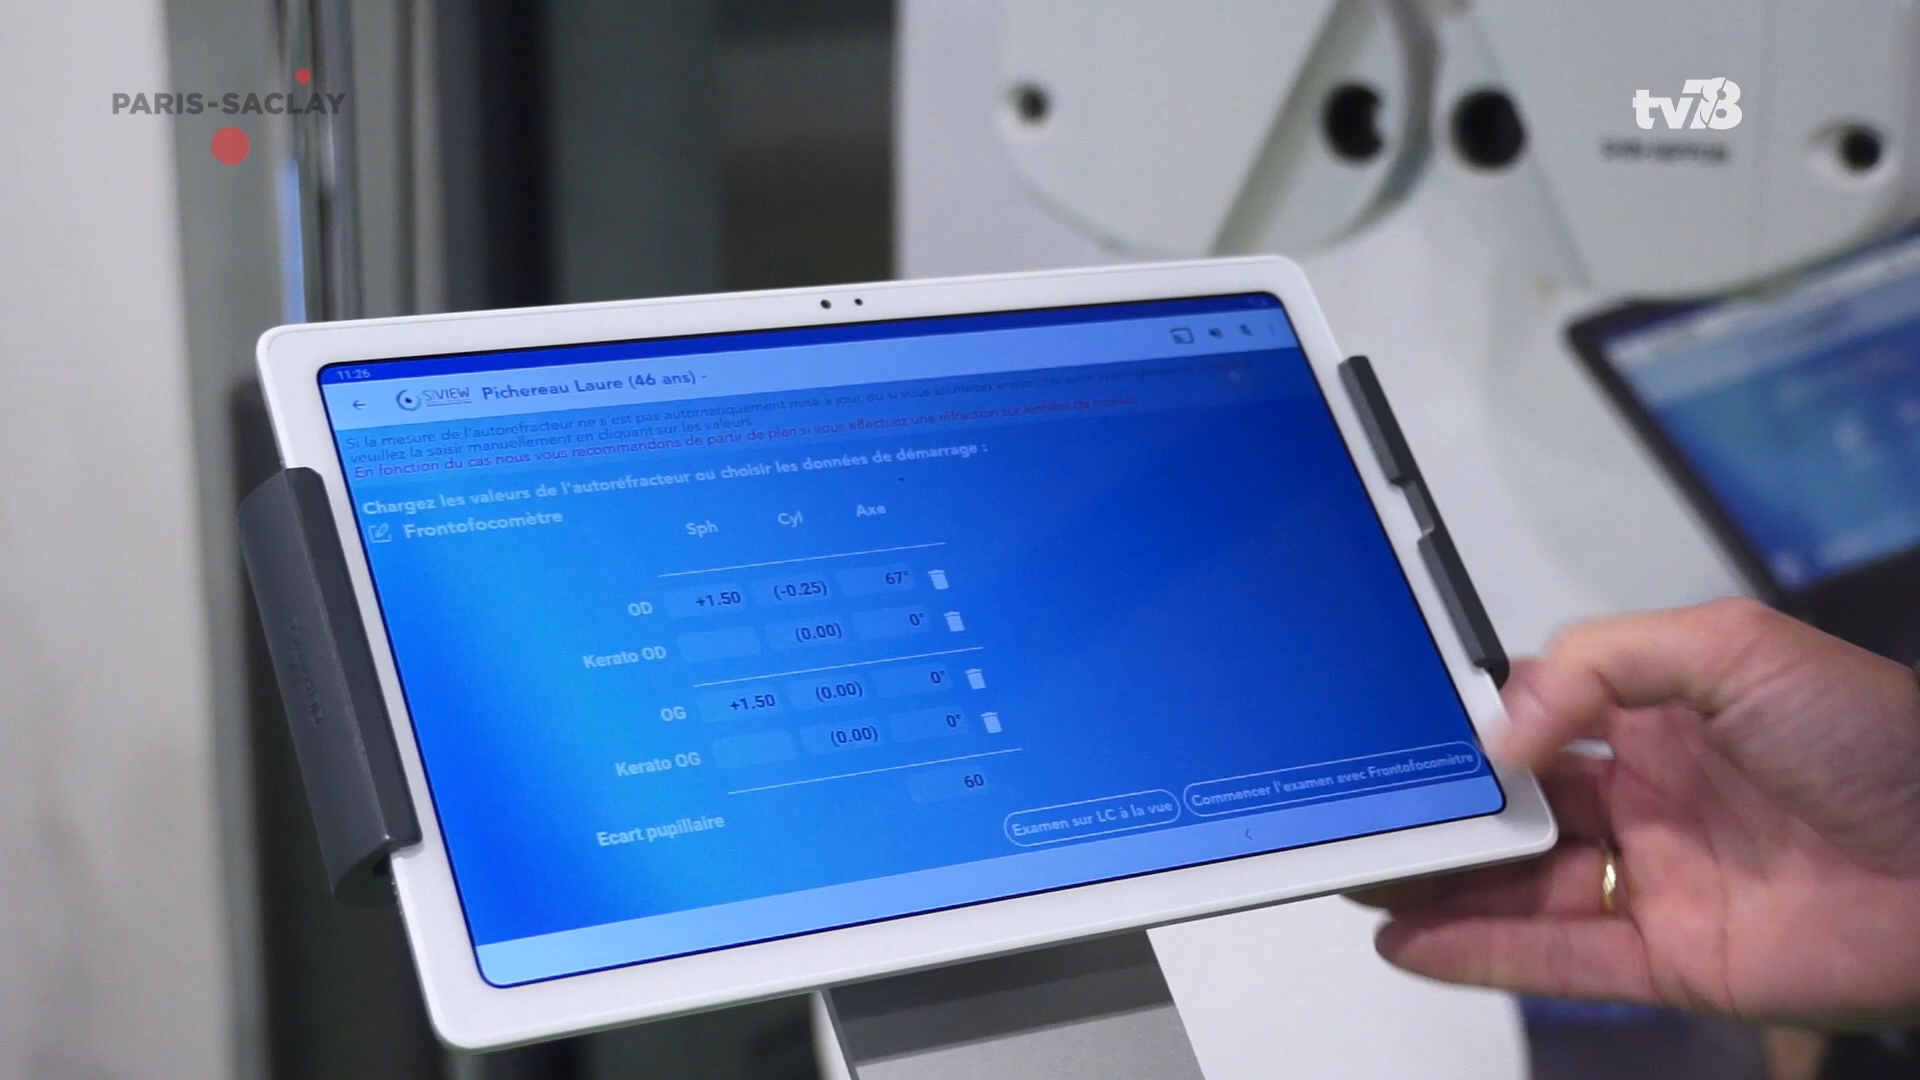 PARIS-SACLAY
tv78
11:26
SiVIEW Pichereau Laure (46 ans) -
Si la mesure de l'autorefracteur ne s'est pas automatiquement mise à jour, ou si vous souhaitez
veuillez la saisir manuellement en cliquant sur les valeurs.
En fonction du cas nous vous recommandons de partir de plan si vous effectuez une réfraction sur lentilles de contact
Chargez les valeurs de l'autoréfracteur ou choisir les données de démarrage :
Frontofocomètre
Sph Cyl Axe
OD +1.50 (-0.25) 67°
Kerato OD (0.00) 0°
OG +1.50 (0.00) 0°
Kerato OG (0.00) 0°
Ecart pupillaire 60
Examen sur LC à la vue Commencer l'examen avec Frontofocomètre